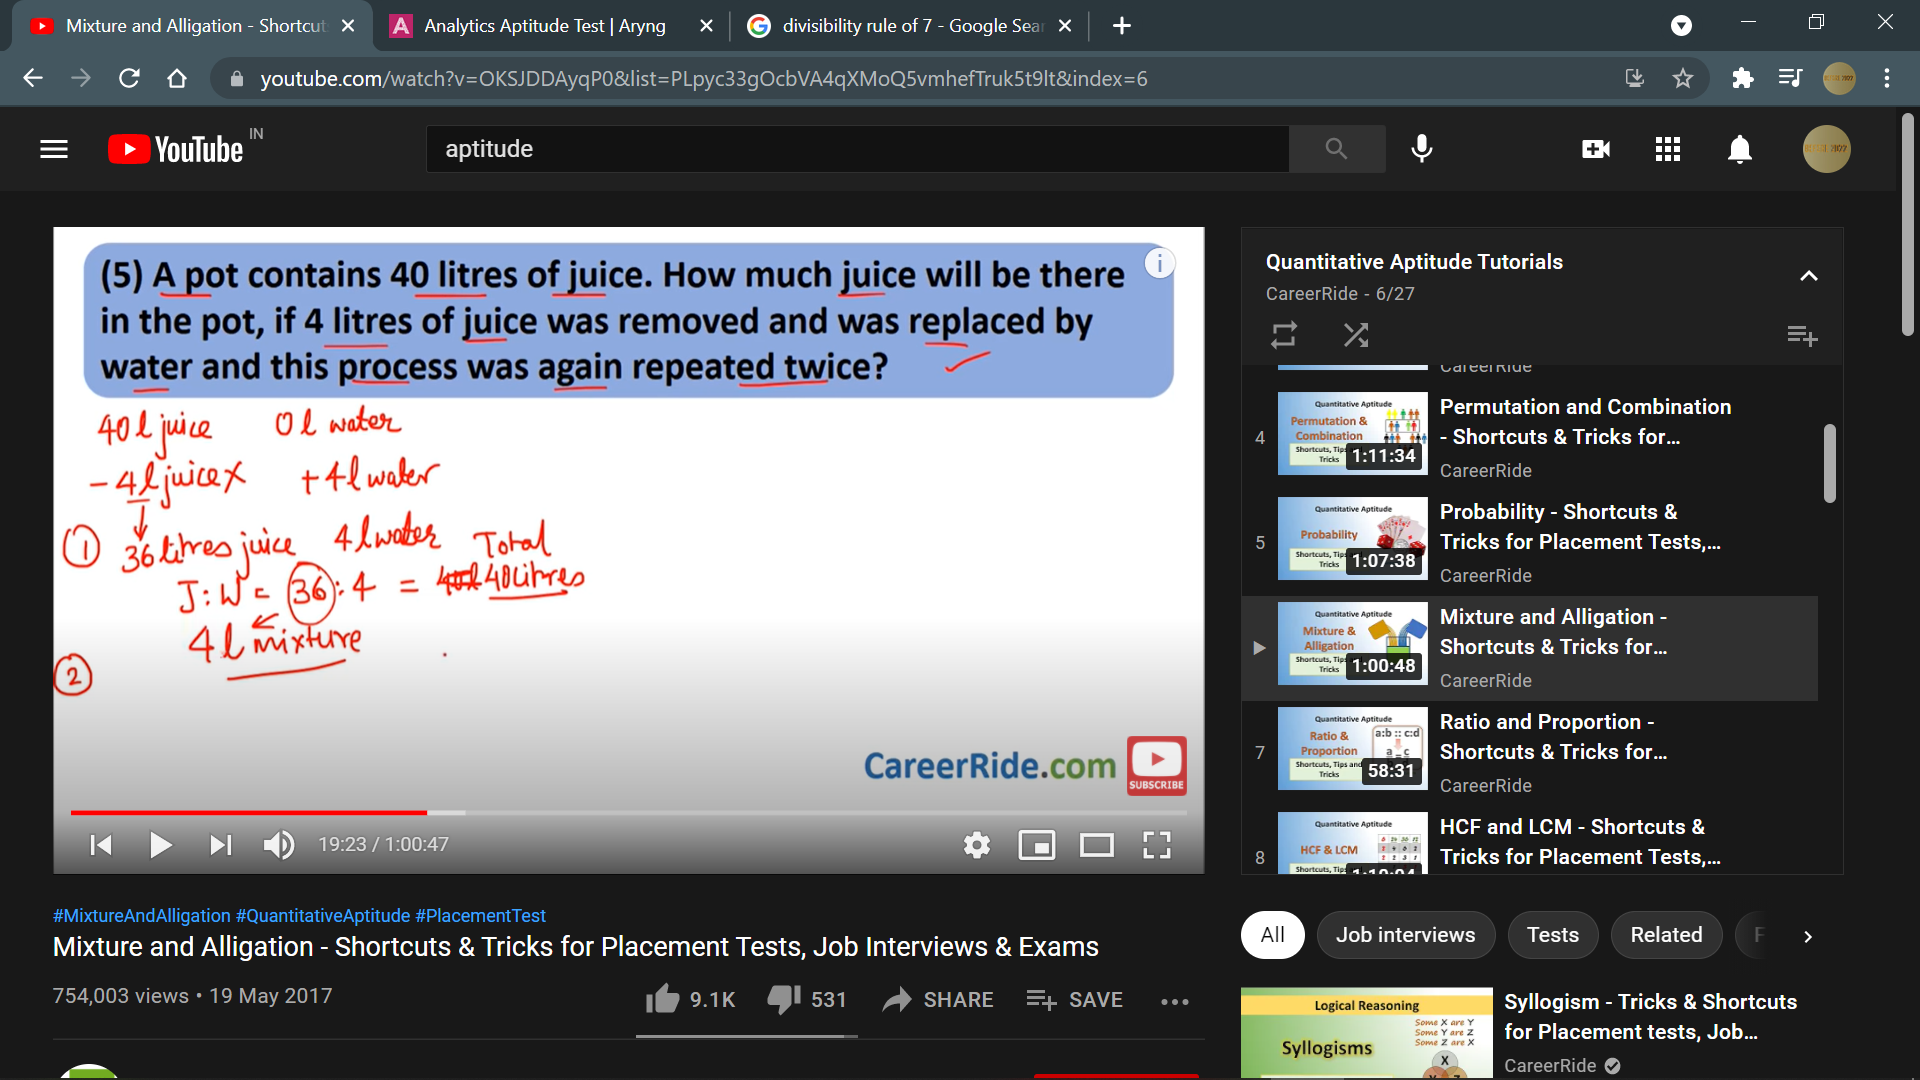 Mixture and Alligation - Shortcut
Analytics Aptitude Test | Aryng
divisibility rule of 7 - Google Sear
youtube.com/watch?v=OKSJDDAyqP0&list=PLpyc33gOcbVA4qXMoQ5vmhefTruk5t9lt&index=6
YouTube IN
aptitude
(5) A pot contains 40 litres of juice. How much juice will be there
in the pot, if 4 litres of juice was removed and was replaced by
water and this process was again repeated twice?
40 l juice 0 l water
- 4 l juice x + 4 l water
1 36 litres juice 4 l water Total
J : W = 36 : 4 = 40 litres
4 l mixture
2
CareerRide.com
SUBSCRIBE
19:23 / 1:00:47
#MixtureAndAlligation #QuantitativeAptitude #PlacementTest
Mixture and Alligation - Shortcuts & Tricks for Placement Tests, Job Interviews & Exams
754,003 views • 19 May 2017
9.1K 531 SHARE SAVE
Quantitative Aptitude Tutorials
CareerRide - 6/27
CareerRide
4
Quantitative Aptitude
Permutation &
Combination
Shortcuts, Tips
Tricks
1:11:34
Permutation and Combination
- Shortcuts & Tricks for...
CareerRide
5
Quantitative Aptitude
Probability
Shortcuts, Tips
Tricks
1:07:38
Probability - Shortcuts &
Tricks for Placement Tests,...
CareerRide
Quantitative Aptitude
Mixture &
Alligation
Shortcuts, Tips
Tricks
1:00:48
Mixture and Alligation -
Shortcuts & Tricks for...
CareerRide
7
Quantitative Aptitude
Ratio &
Proportion
a:b :: c:d
Shortcuts, Tips and
Tricks
58:31
Ratio and Proportion -
Shortcuts & Tricks for...
CareerRide
8
Quantitative Aptitude
HCF & LCM
Shortcuts, Tips
HCF and LCM - Shortcuts &
Tricks for Placement Tests,...
All Job interviews Tests Related
Logical Reasoning
Some X are Y
Some Y are Z
Some Z are X
Syllogisms
X
Syllogism - Tricks & Shortcuts
for Placement tests, Job...
CareerRide